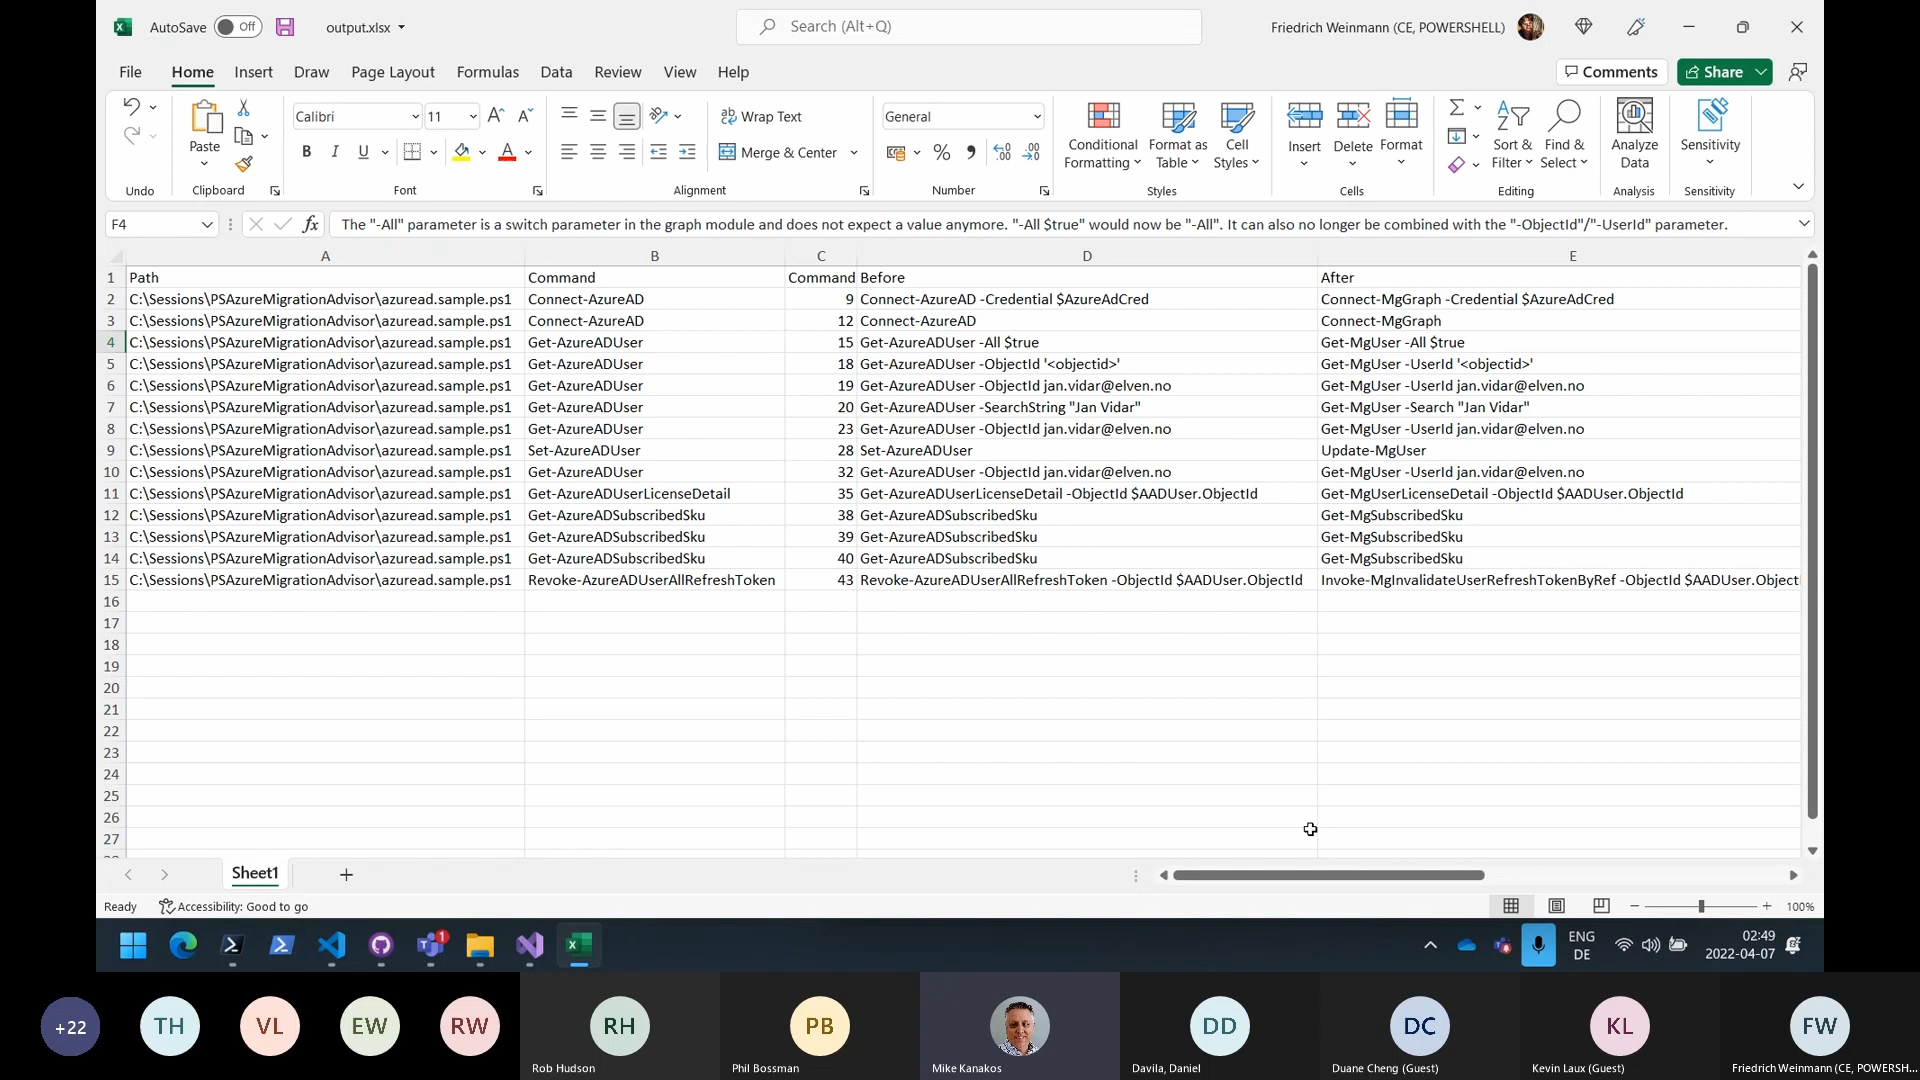 AutoSave Off output.xlsx Search (Alt+Q) Friedrich Weinmann (CE, POWERSHELL)
File Home Insert Draw Page Layout Formulas Data Review View Help Comments Share
Calibri 11 Wrap Text General
Paste B I U Merge & Center % Conditional Formatting Format as Table Cell Styles Insert Delete Format Sort & Filter Find & Select Analyze Data Sensitivity
Undo Clipboard Font Alignment Number Styles Cells Editing Analysis Sensitivity
F4 fx The "-All" parameter is a switch parameter in the graph module and does not expect a value anymore. "-All $true" would now be "-All". It can also no longer be combined with the "-ObjectId"/"-UserId" parameter.
A B C D E
1 Path Command Command Before After
2 C:\Sessions\PSAzureMigrationAdvisor\azuread.sample.ps1 Connect-AzureAD 9 Connect-AzureAD -Credential $AzureAdCred Connect-MgGraph -Credential $AzureAdCred
3 C:\Sessions\PSAzureMigrationAdvisor\azuread.sample.ps1 Connect-AzureAD 12 Connect-AzureAD Connect-MgGraph
4 C:\Sessions\PSAzureMigrationAdvisor\azuread.sample.ps1 Get-AzureADUser 15 Get-AzureADUser -All $true Get-MgUser -All $true
5 C:\Sessions\PSAzureMigrationAdvisor\azuread.sample.ps1 Get-AzureADUser 18 Get-AzureADUser -ObjectId '<objectid>' Get-MgUser -UserId '<objectid>'
6 C:\Sessions\PSAzureMigrationAdvisor\azuread.sample.ps1 Get-AzureADUser 19 Get-AzureADUser -ObjectId jan.vidar@elven.no Get-MgUser -UserId jan.vidar@elven.no
7 C:\Sessions\PSAzureMigrationAdvisor\azuread.sample.ps1 Get-AzureADUser 20 Get-AzureADUser -SearchString "Jan Vidar" Get-MgUser -Search "Jan Vidar"
8 C:\Sessions\PSAzureMigrationAdvisor\azuread.sample.ps1 Get-AzureADUser 23 Get-AzureADUser -ObjectId jan.vidar@elven.no Get-MgUser -UserId jan.vidar@elven.no
9 C:\Sessions\PSAzureMigrationAdvisor\azuread.sample.ps1 Set-AzureADUser 28 Set-AzureADUser Update-MgUser
10 C:\Sessions\PSAzureMigrationAdvisor\azuread.sample.ps1 Get-AzureADUser 32 Get-AzureADUser -ObjectId jan.vidar@elven.no Get-MgUser -UserId jan.vidar@elven.no
11 C:\Sessions\PSAzureMigrationAdvisor\azuread.sample.ps1 Get-AzureADUserLicenseDetail 35 Get-AzureADUserLicenseDetail -ObjectId $AADUser.ObjectId Get-MgUserLicenseDetail -ObjectId $AADUser.ObjectId
12 C:\Sessions\PSAzureMigrationAdvisor\azuread.sample.ps1 Get-AzureADSubscribedSku 38 Get-AzureADSubscribedSku Get-MgSubscribedSku
13 C:\Sessions\PSAzureMigrationAdvisor\azuread.sample.ps1 Get-AzureADSubscribedSku 39 Get-AzureADSubscribedSku Get-MgSubscribedSku
14 C:\Sessions\PSAzureMigrationAdvisor\azuread.sample.ps1 Get-AzureADSubscribedSku 40 Get-AzureADSubscribedSku Get-MgSubscribedSku
15 C:\Sessions\PSAzureMigrationAdvisor\azuread.sample.ps1 Revoke-AzureADUserAllRefreshToken 43 Revoke-AzureADUserAllRefreshToken -ObjectId $AADUser.ObjectId Invoke-MgInvalidateUserRefreshTokenByRef -ObjectId $AADUser.Object
16
17
18
19
20
21
22
23
24
25
26
27
Sheet1
Ready Accessibility: Good to go 100%
1 ENG DE 02:49 2022-04-07
+22 TH VL EW RW RH PB DD DC KL FW
Rob Hudson Phil Bossman Mike Kanakos Davila, Daniel Duane Cheng (Guest) Kevin Laux (Guest) Friedrich Weinmann (CE, POWERSH...